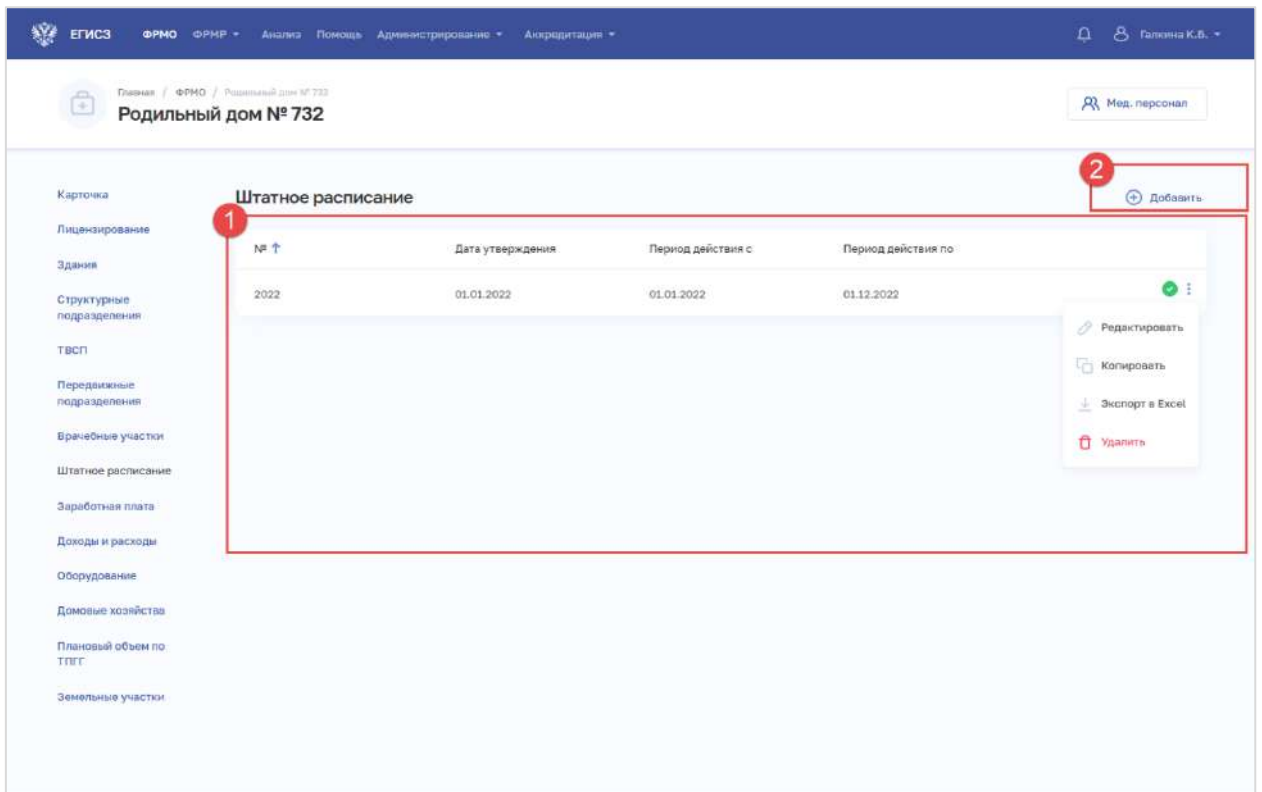 ЕГИСЗ ФРМО ФРМР Анализ Помощь Администрирование Аккредитация Галкина К.Б.
Главная / ФРМО / Родильный дом № 732
Родильный дом № 732
Мед. персонал
2
Карточка
Штатное расписание
Добавить
1
Лицензирование
№ ↑ Дата утверждения Период действия с Период действия по
Здания
2022 01.01.2022 01.01.2022 01.12.2022
Структурные
подразделения
Редактировать
ТВСП
Копировать
Передвижные
подразделения
Экспорт в Excel
Врачебные участки
Удалить
Штатное расписание
Заработная плата
Доходы и расходы
Оборудование
Домовые хозяйства
Плановый объем по
ТПГГ
Земельные участки